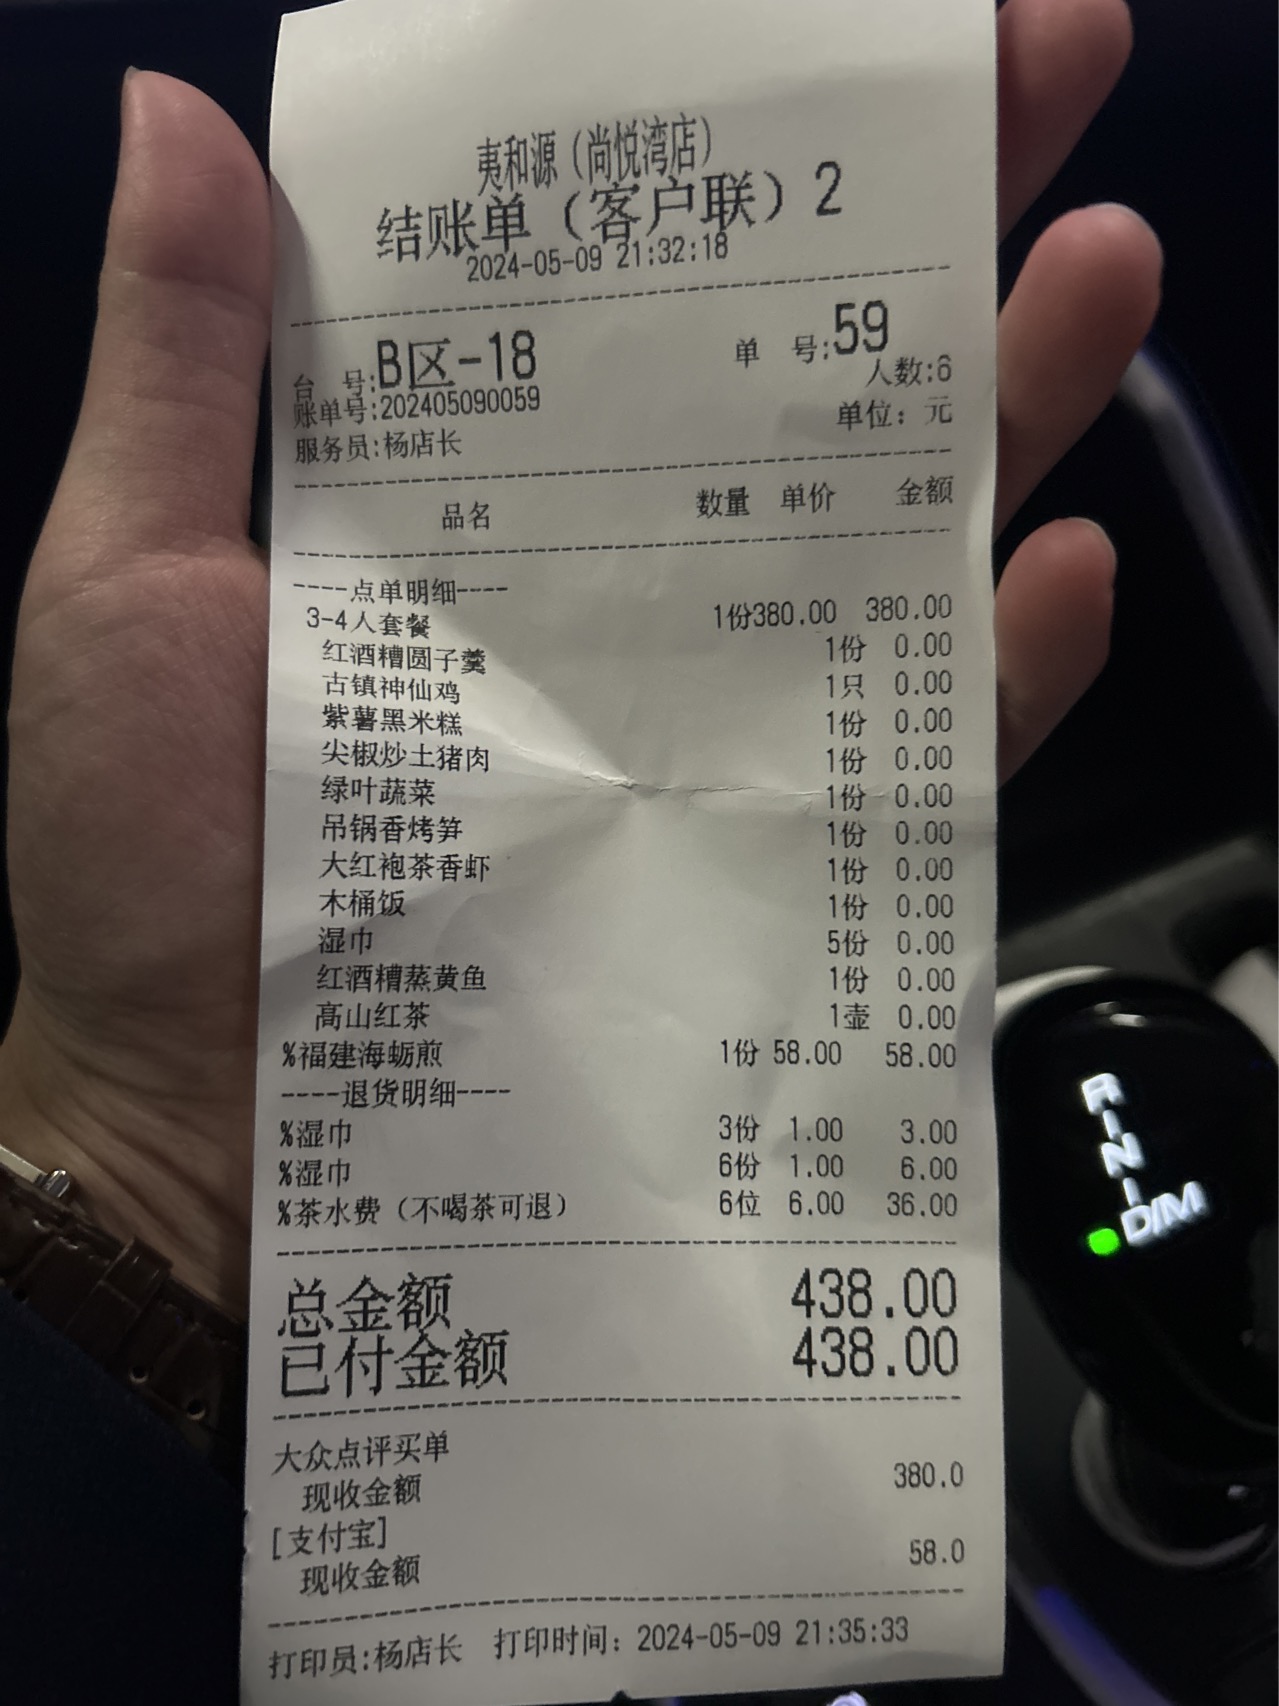 夷和源（尚悦湾店）
结账单（客户联）2
2024-05-09 21:32:18
台 号:B区-18 单 号:59
人数:6
账单号:202405090059
单位：元
服务员:杨店长
品名 数量 单价 金额
----点单明细----
3-4人套餐 1份380.00 380.00
红酒糟圆子羹 1份 0.00
古镇神仙鸡 1只 0.00
紫薯黑米糕 1份 0.00
尖椒炒土猪肉 1份 0.00
绿叶蔬菜 1份 0.00
吊锅香烤笋 1份 0.00
大红袍茶香虾 1份 0.00
木桶饭 1份 0.00
湿巾 5份 0.00
红酒糟蒸黄鱼 1份 0.00
高山红茶 1壶 0.00
%福建海蛎煎 1份 58.00 58.00
----退货明细----
%湿巾 3份 1.00 3.00
%湿巾 6份 1.00 6.00
%茶水费（不喝茶可退） 6位 6.00 36.00
总金额 438.00
已付金额 438.00
大众点评买单
现收金额 380.0
[支付宝]
现收金额 58.0
打印员:杨店长 打印时间：2024-05-09 21:35:33
R
N
D/M